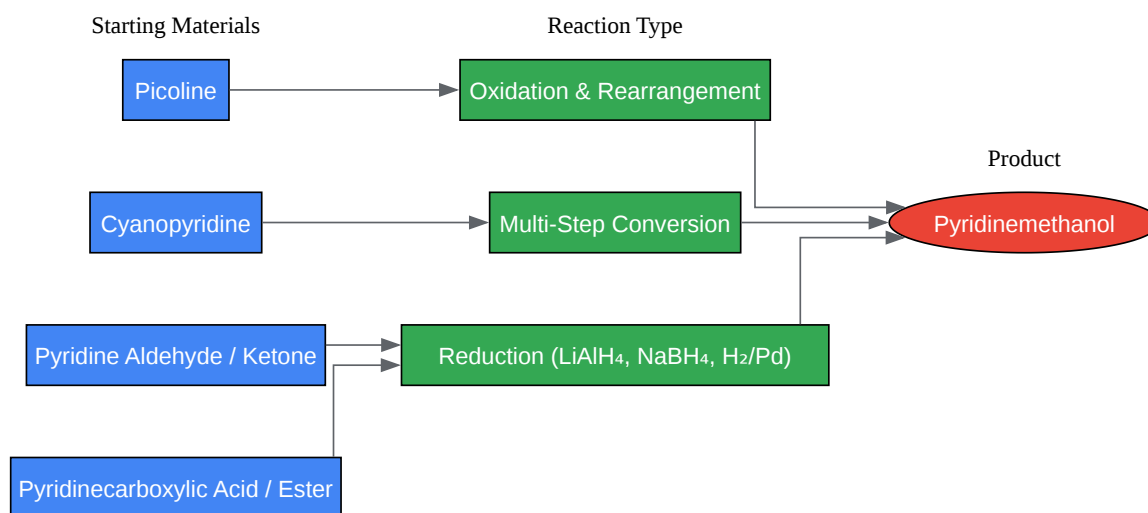 Starting Materials
Reaction Type
Picoline
Oxidation & Rearrangement
Product
Cyanopyridine
Multi-Step Conversion
Pyridinemethanol
Pyridine Aldehyde / Ketone
Reduction (LiAlH₄, NaBH₄, H₂/Pd)
Pyridinecarboxylic Acid / Ester